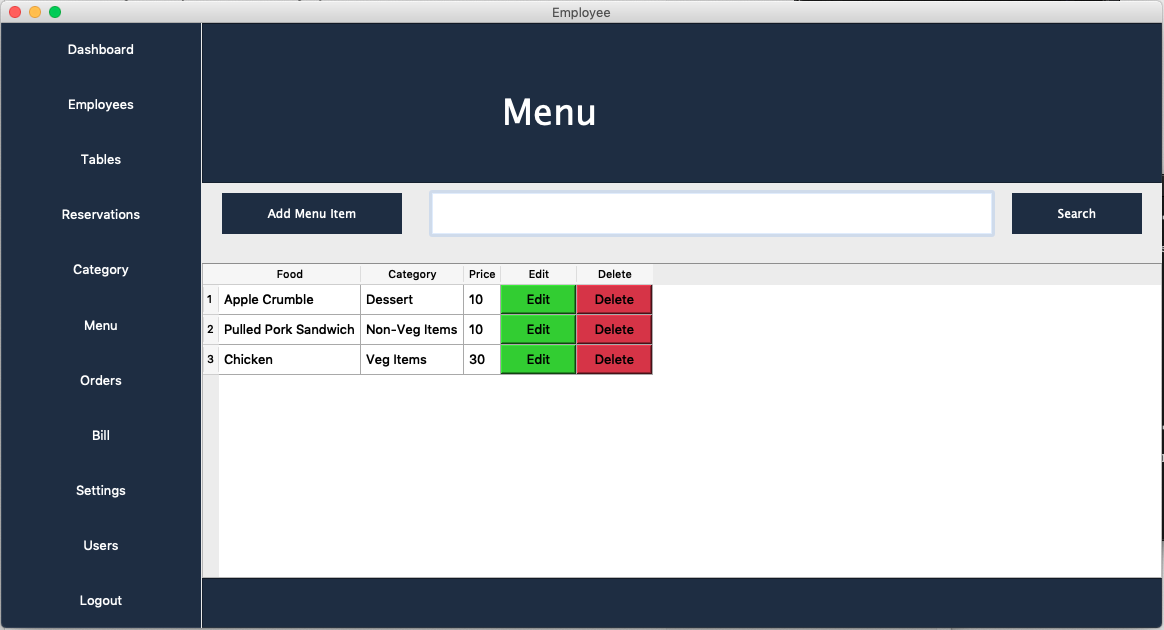 Employee
Dashboard
Employees
Tables
Reservations
Category
Menu
Orders
Bill
Settings
Users
Logout
Menu
Add Menu Item
Search
Food Category Price Edit Delete
1 Apple Crumble Dessert 10 Edit Delete
2 Pulled Pork Sandwich Non-Veg Items 10 Edit Delete
3 Chicken Veg Items 30 Edit Delete